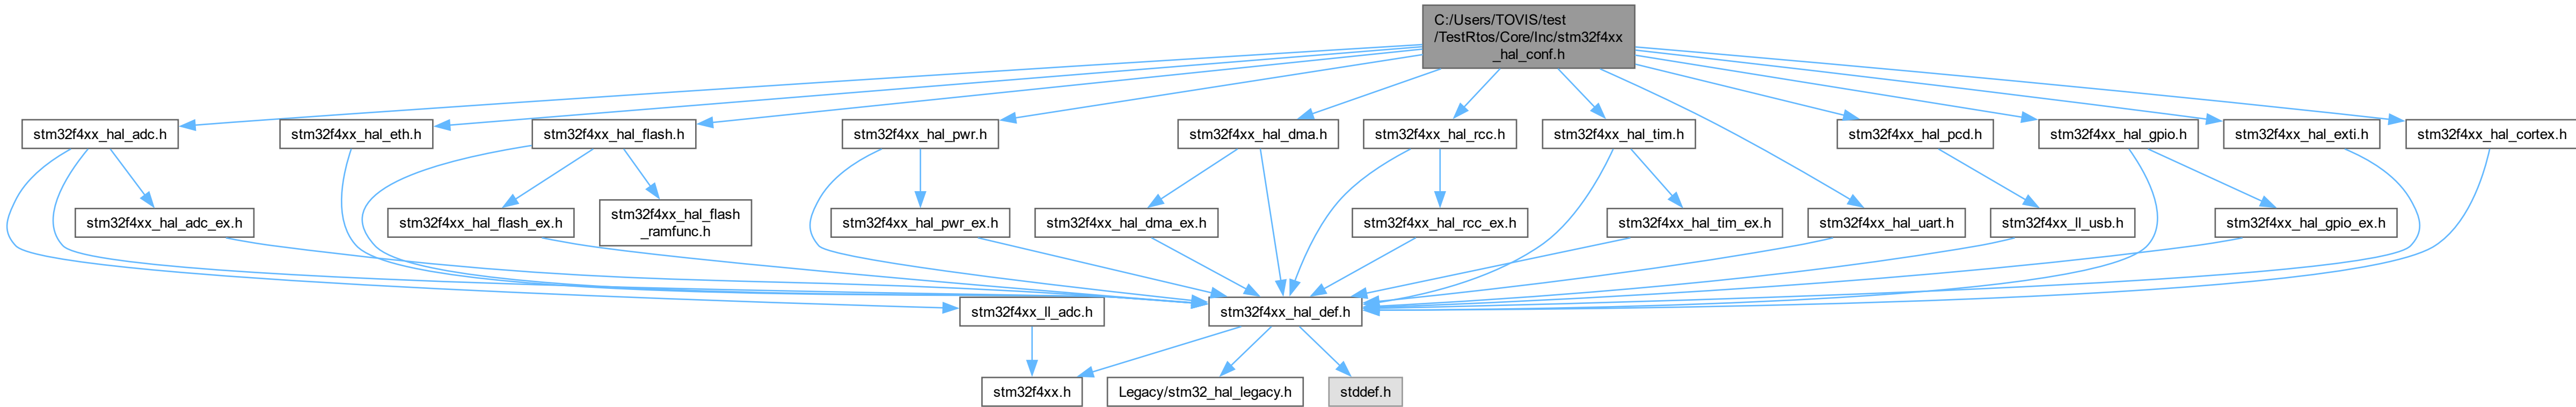 C:/Users/TOVIS/test
/TestRtos/Core/Inc/stm32f4xx
_hal_conf.h
stm32f4xx_hal_adc.h
stm32f4xx_hal_eth.h
stm32f4xx_hal_flash.h
stm32f4xx_hal_pwr.h
stm32f4xx_hal_dma.h
stm32f4xx_hal_rcc.h
stm32f4xx_hal_tim.h
stm32f4xx_hal_pcd.h
stm32f4xx_hal_gpio.h
stm32f4xx_hal_exti.h
stm32f4xx_hal_cortex.h
stm32f4xx_hal_adc_ex.h
stm32f4xx_hal_flash_ex.h
stm32f4xx_hal_flash
_ramfunc.h
stm32f4xx_hal_pwr_ex.h
stm32f4xx_hal_dma_ex.h
stm32f4xx_hal_rcc_ex.h
stm32f4xx_hal_tim_ex.h
stm32f4xx_hal_uart.h
stm32f4xx_ll_usb.h
stm32f4xx_hal_gpio_ex.h
stm32f4xx_ll_adc.h
stm32f4xx_hal_def.h
stm32f4xx.h
Legacy/stm32_hal_legacy.h
stddef.h